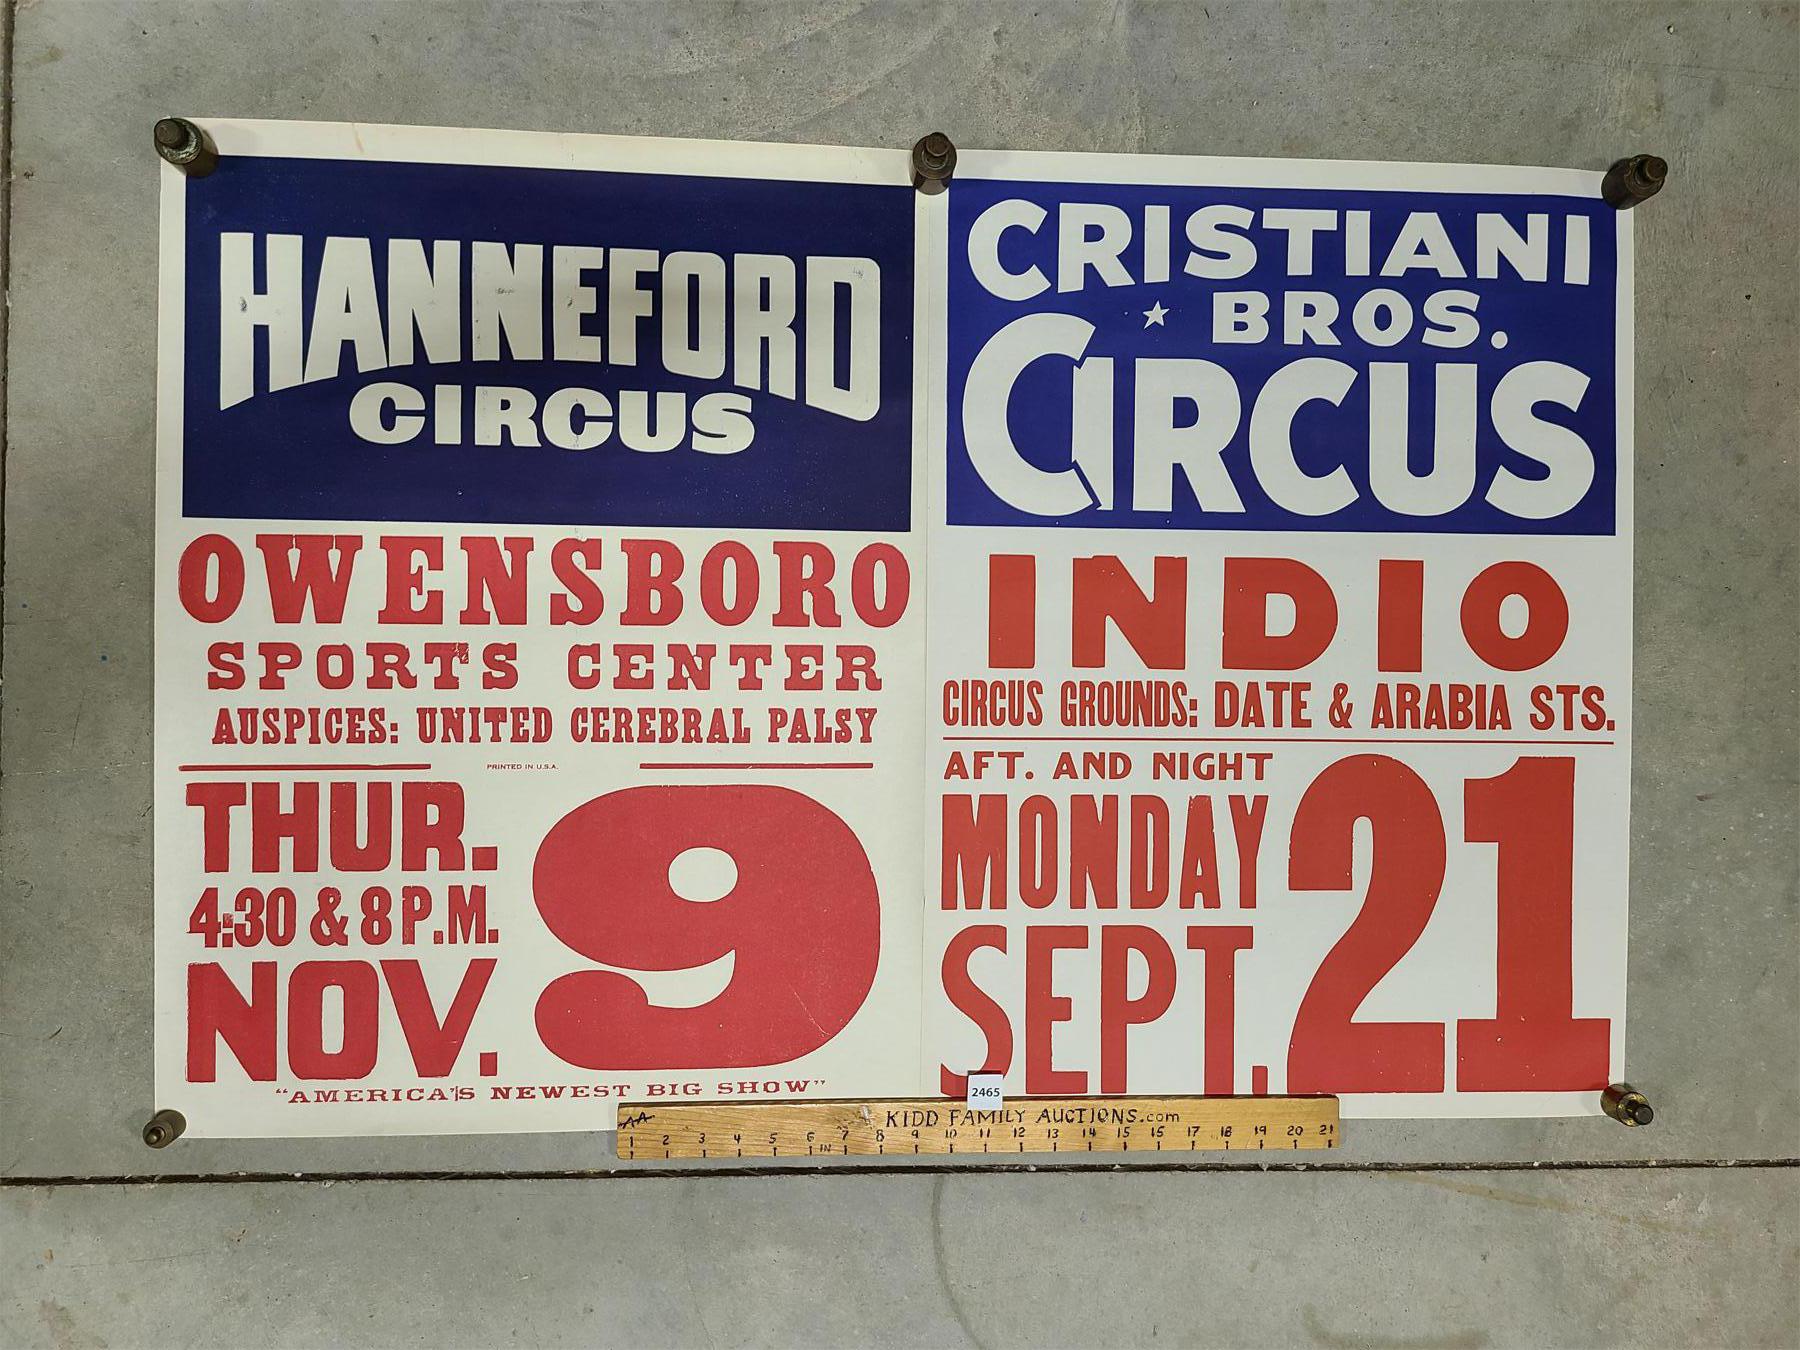 HANNEFORD
CIRCUS
OWENSBORO
SPORTS CENTER
AUSPICES: UNITED CEREBRAL PALSY
PRINTED IN U.S.A.
THUR.
4:30 & 8 P.M.
NOV.
9
"AMERICA'S NEWEST BIG SHOW"
CRISTIANI
BROS.
CIRCUS
INDIO
CIRCUS GROUNDS: DATE & ARABIA STS.
AFT. AND NIGHT
MONDAY
SEPT.
21
2465
AA KIDD FAMILY AUCTIONS.com
1 2 3 4 5 6 7 8 9 10 11 12 13 14 15 16 17 18 19 20 21
IN